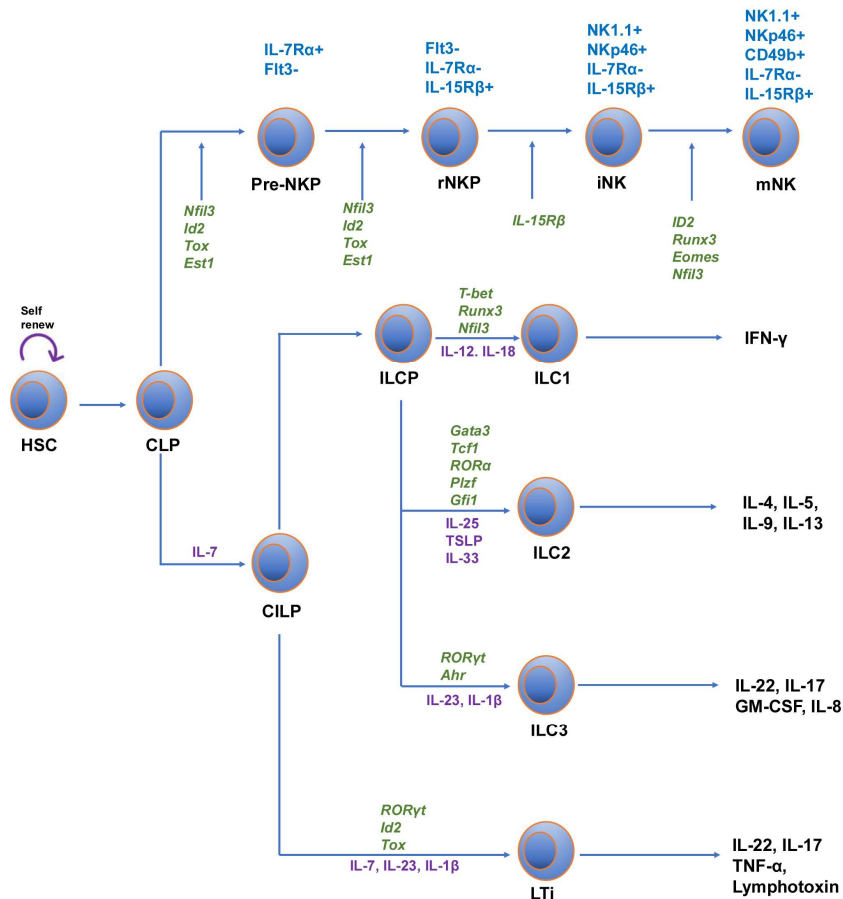 IL-7Rα+
Flt3-
Flt3-
IL-7Rα-
IL-15Rβ+
NK1.1+
NKp46+
IL-7Rα-
IL-15Rβ+
NK1.1+
NKp46+
CD49b+
IL-7Rα-
IL-15Rβ+
Pre-NKP
rNKP
iNK
mNK
Nfil3
Id2
Tox
Est1
Nfil3
Id2
Tox
Est1
IL-15Rβ
ID2
Runx3
Eomes
Nfil3
Self
renew
HSC
CLP
IL-7
CILP
ILCP
T-bet
Runx3
Nfil3
IL-12. IL-18
ILC1
IFN-γ
Gata3
Tcf1
RORα
Plzf
Gfi1
IL-25
TSLP
IL-33
ILC2
IL-4, IL-5,
IL-9, IL-13
RORγt
Ahr
IL-23, IL-1β
ILC3
IL-22, IL-17
GM-CSF, IL-8
RORγt
Id2
Tox
IL-7, IL-23, IL-1β
LTi
IL-22, IL-17
TNF-α,
Lymphotoxin